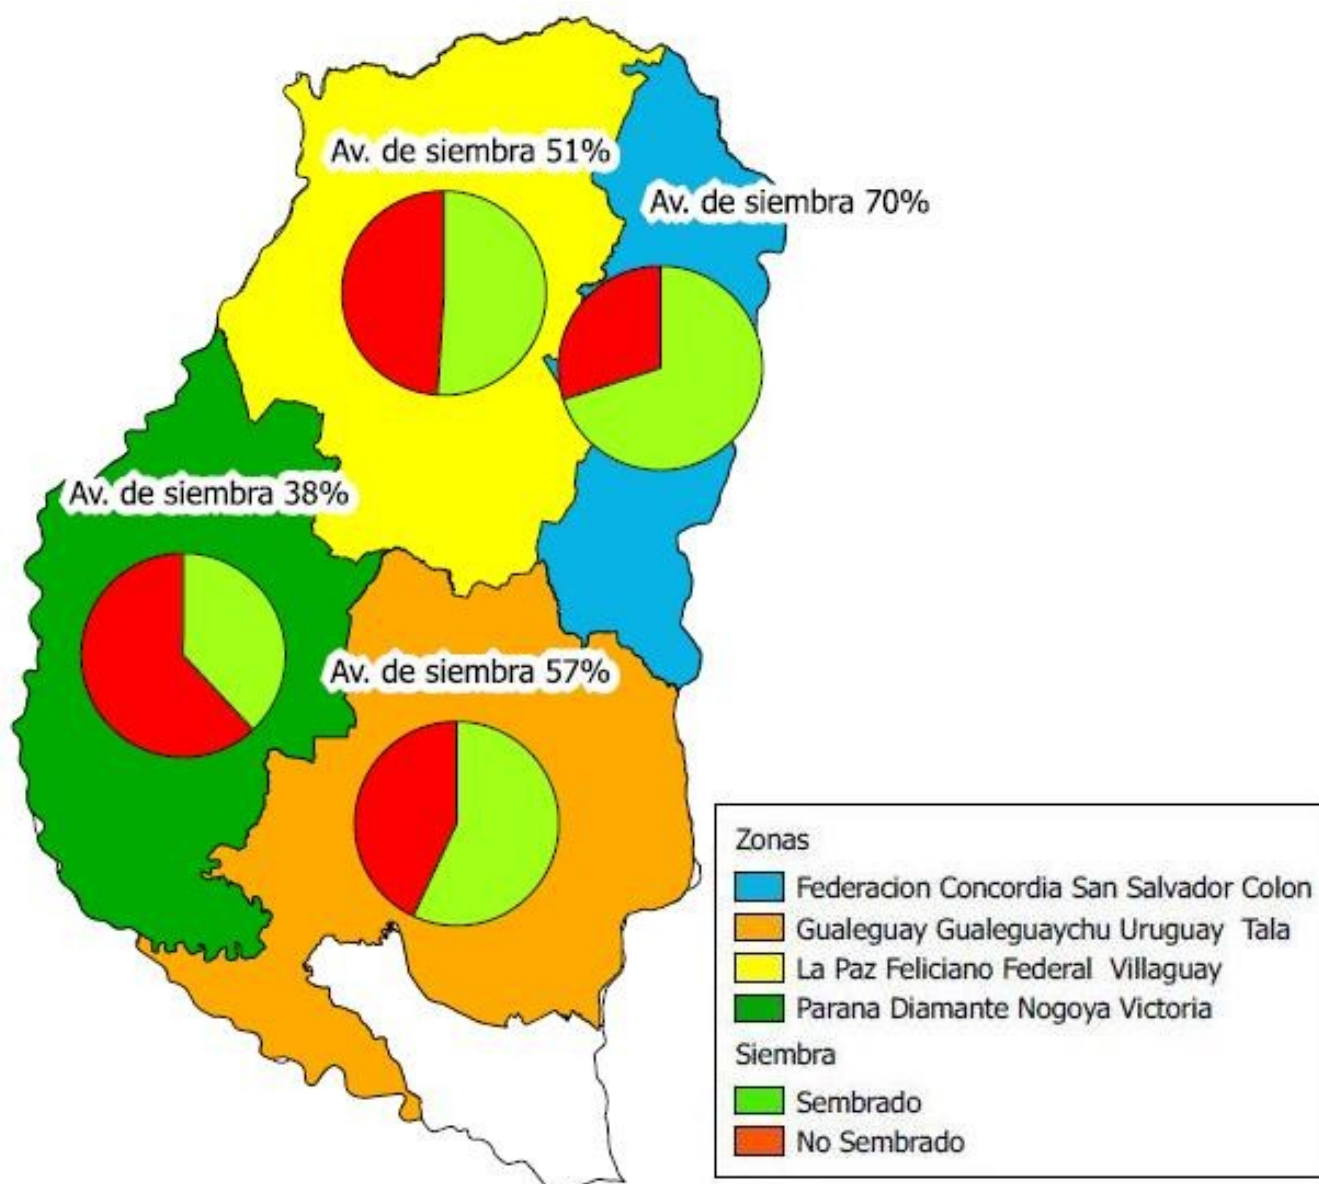 Av. de siembra 51%
Av. de siembra 70%
Av. de siembra 38%
Av. de siembra 57%
Zonas
Federacion Concordia San Salvador Colon
Gualeguay Gualeguaychu Uruguay Tala
La Paz Feliciano Federal Villaguay
Parana Diamante Nogoya Victoria
Siembra
Sembrado
No Sembrado